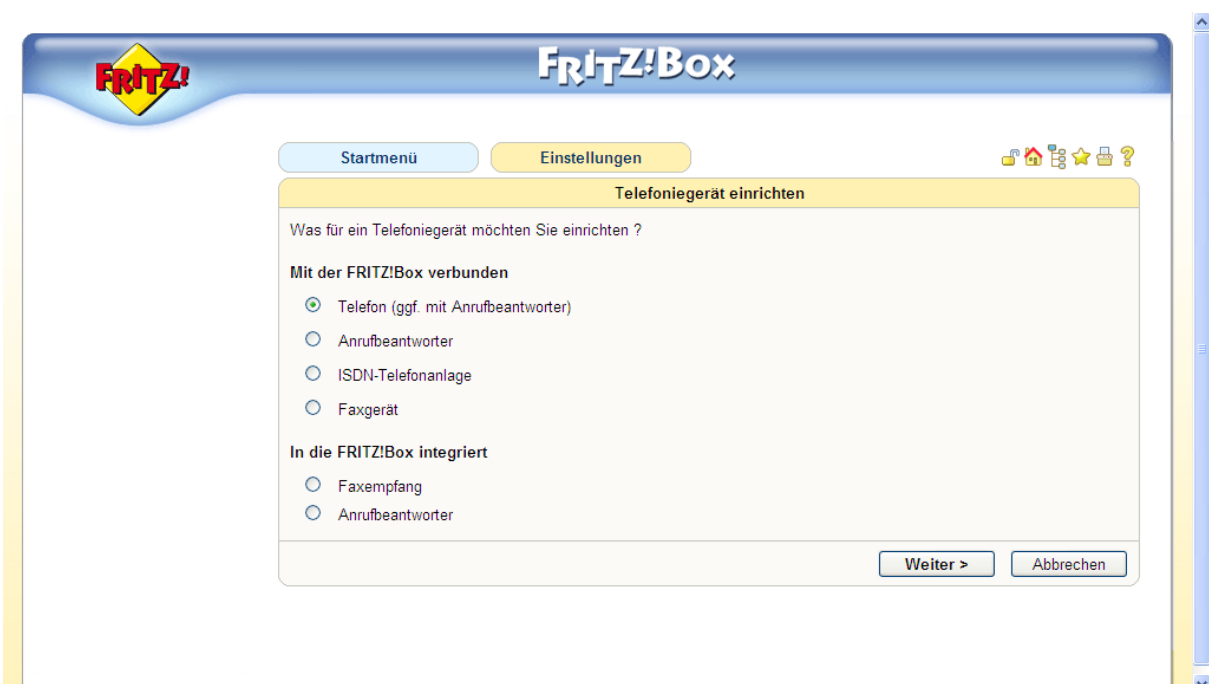 FRITZ!
FRITZ!Box
Startmenü Einstellungen
Telefoniegerät einrichten
Was für ein Telefoniegerät möchten Sie einrichten ?
Mit der FRITZ!Box verbunden
Telefon (ggf. mit Anrufbeantworter)
Anrufbeantworter
ISDN-Telefonanlage
Faxgerät
In die FRITZ!Box integriert
Faxempfang
Anrufbeantworter
Weiter > Abbrechen